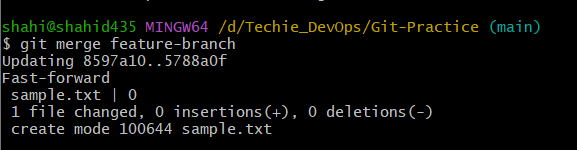 shahi@shahid435 MINGW64 /d/Techie_DevOps/Git-Practice (main)
$ git merge feature-branch
Updating 8597a10..5788a0f
Fast-forward
 sample.txt | 0
 1 file changed, 0 insertions(+), 0 deletions(-)
 create mode 100644 sample.txt